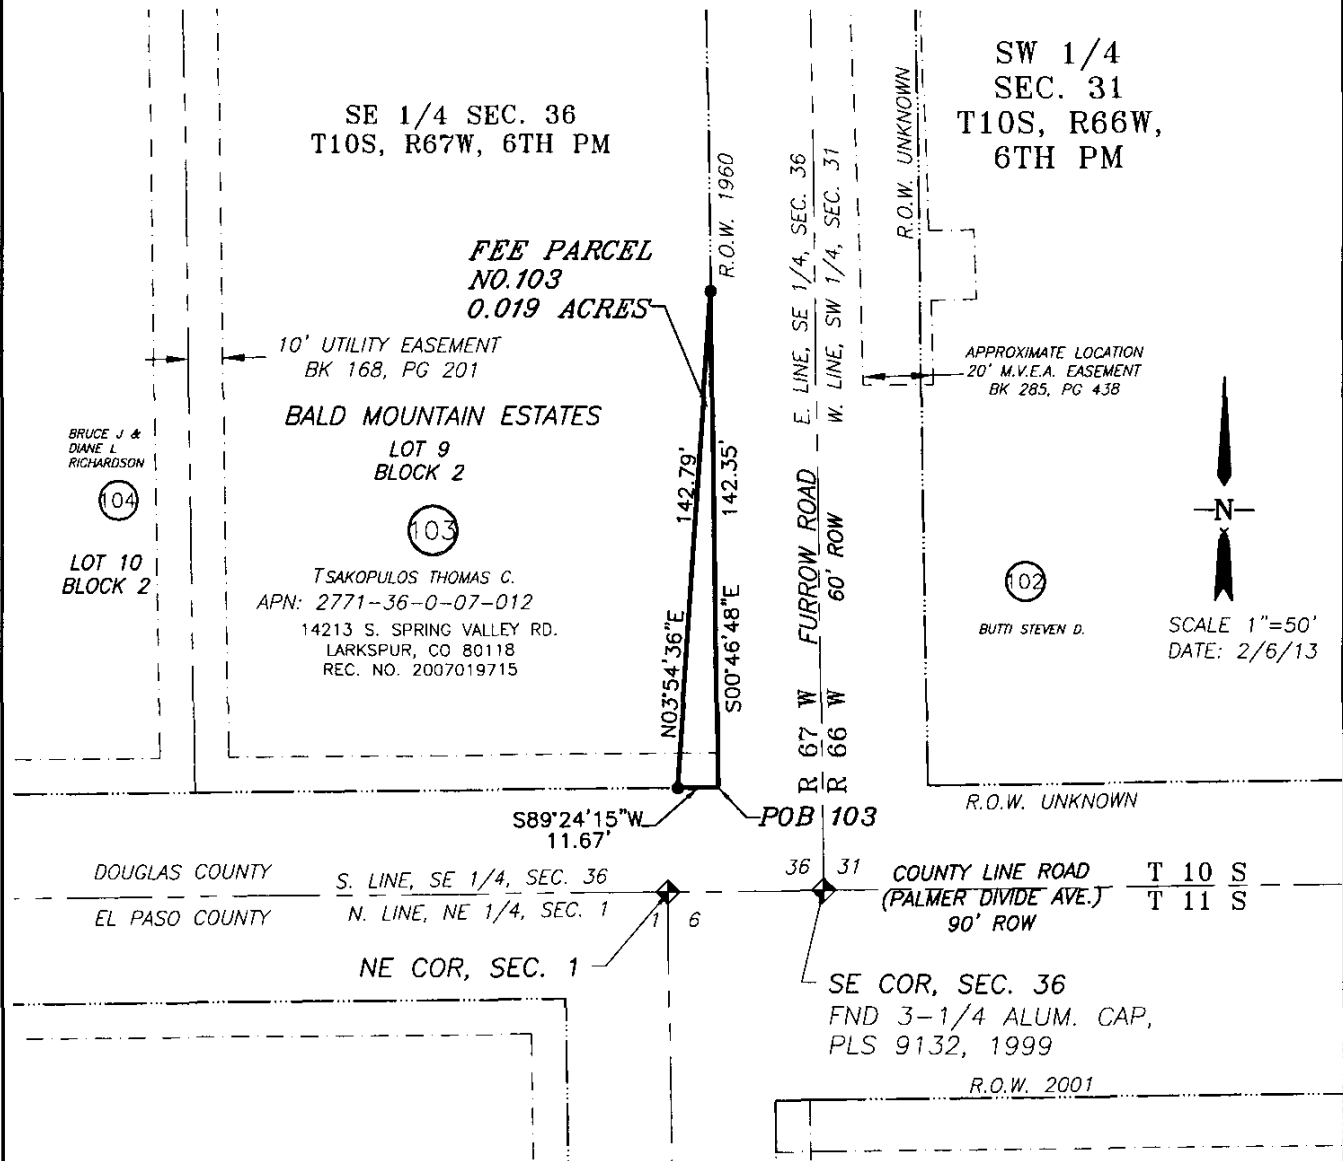 SE 1/4 SEC. 36
T10S, R67W, 6TH PM
SW 1/4
SEC. 31
T10S, R66W,
6TH PM
R.O.W. 1960
E. LINE, SE 1/4, SEC. 36
W. LINE, SW 1/4, SEC. 31
R.O.W. UNKNOWN
FEE PARCEL
NO.103
0.019 ACRES
10' UTILITY EASEMENT
BK 168, PG 201
APPROXIMATE LOCATION
20' M.V.E.A. EASEMENT
BK 285, PG 438
BALD MOUNTAIN ESTATES
LOT 9
BLOCK 2
103
TSAKOPULOS THOMAS C.
APN: 2771-36-0-07-012
14213 S. SPRING VALLEY RD.
LARKSPUR, CO 80118
REC. NO. 2007019715
BRUCE J &
DIANE L
RICHARDSON
104
LOT 10
BLOCK 2
142.79'
N03°54'36"E
142.35'
S00°46'48"E
FURROW ROAD
60' ROW
R 67 W
R 66 W
102
BUTTI STEVEN D.
N
SCALE 1"=50'
DATE: 2/6/13
S89°24'15"W
11.67'
POB 103
R.O.W. UNKNOWN
DOUGLAS COUNTY
EL PASO COUNTY
S. LINE, SE 1/4, SEC. 36
N. LINE, NE 1/4, SEC. 1
36 31
1 6
COUNTY LINE ROAD
(PALMER DIVIDE AVE.)
90' ROW
T 10 S
T 11 S
NE COR, SEC. 1
SE COR, SEC. 36
FND 3-1/4 ALUM. CAP,
PLS 9132, 1999
R.O.W. 2001